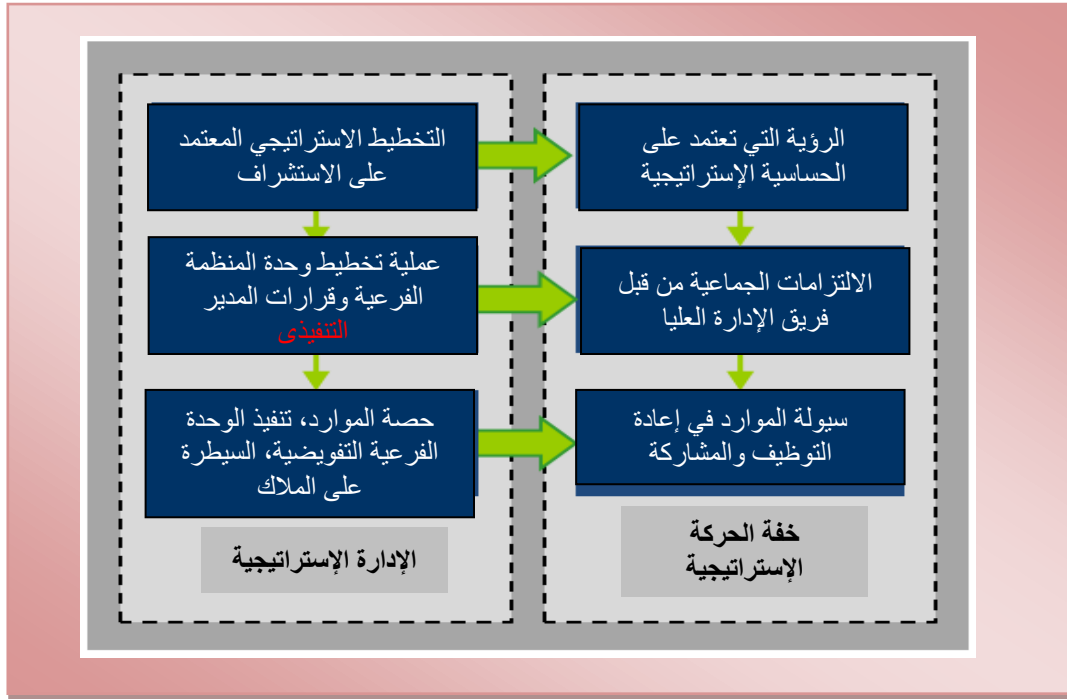 الرؤية التي تعتمد على
الحساسية الإستراتيجية
التخطيط الاستراتيجي المعتمد
على الاستشراف
الالتزامات الجماعية من قبل
فريق الإدارة العليا
عملية تخطيط وحدة المنظمة
الفرعية وقرارات المدير
التنفيذى
سيولة الموارد في إعادة
التوظيف والمشاركة
حصة الموارد، تنفيذ الوحدة
الفرعية التفويضية، السيطرة
على الملاك
خفة الحركة
الإستراتيجية
الإدارة الإستراتيجية